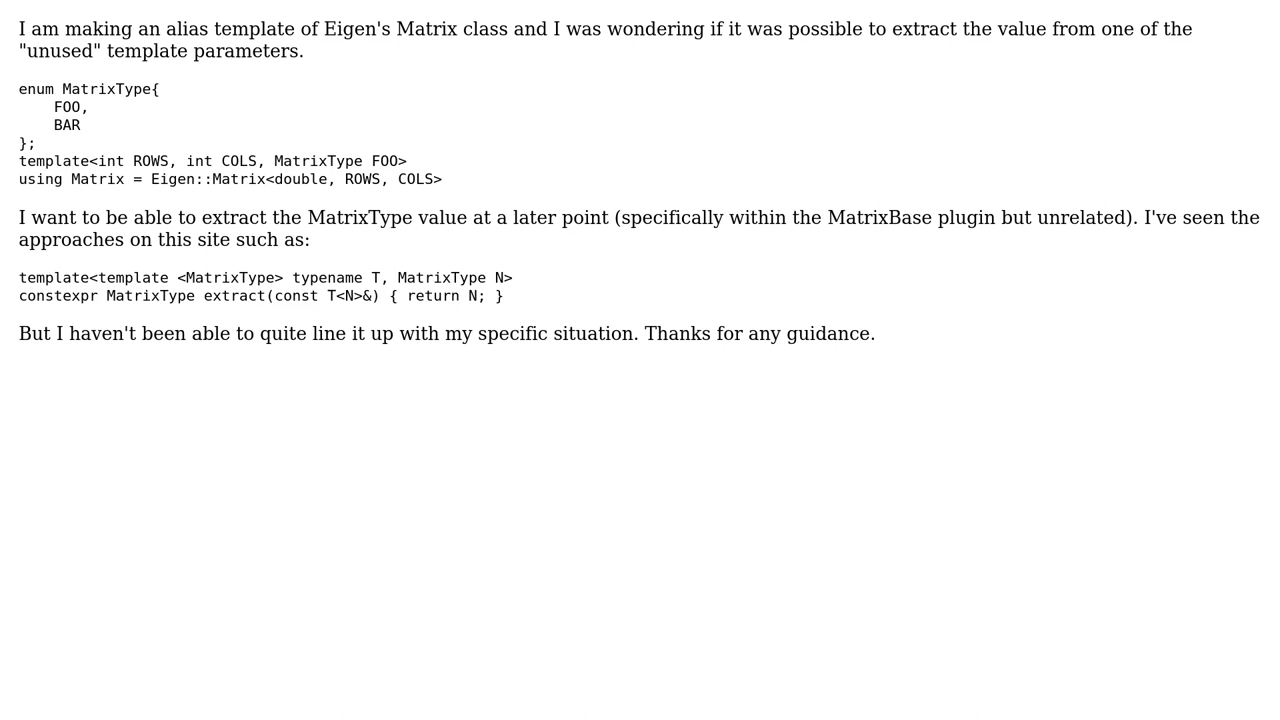 I am making an alias template of Eigen's Matrix class and I was wondering if it was possible to extract the value from one of the
"unused" template parameters.
enum MatrixType{
    FOO,
    BAR
};
template<int ROWS, int COLS, MatrixType FOO>
using Matrix = Eigen::Matrix<double, ROWS, COLS>
I want to be able to extract the MatrixType value at a later point (specifically within the MatrixBase plugin but unrelated). I've seen the
approaches on this site such as:
template<template <MatrixType> typename T, MatrixType N>
constexpr MatrixType extract(const T<N>&) { return N; }
But I haven't been able to quite line it up with my specific situation. Thanks for any guidance.